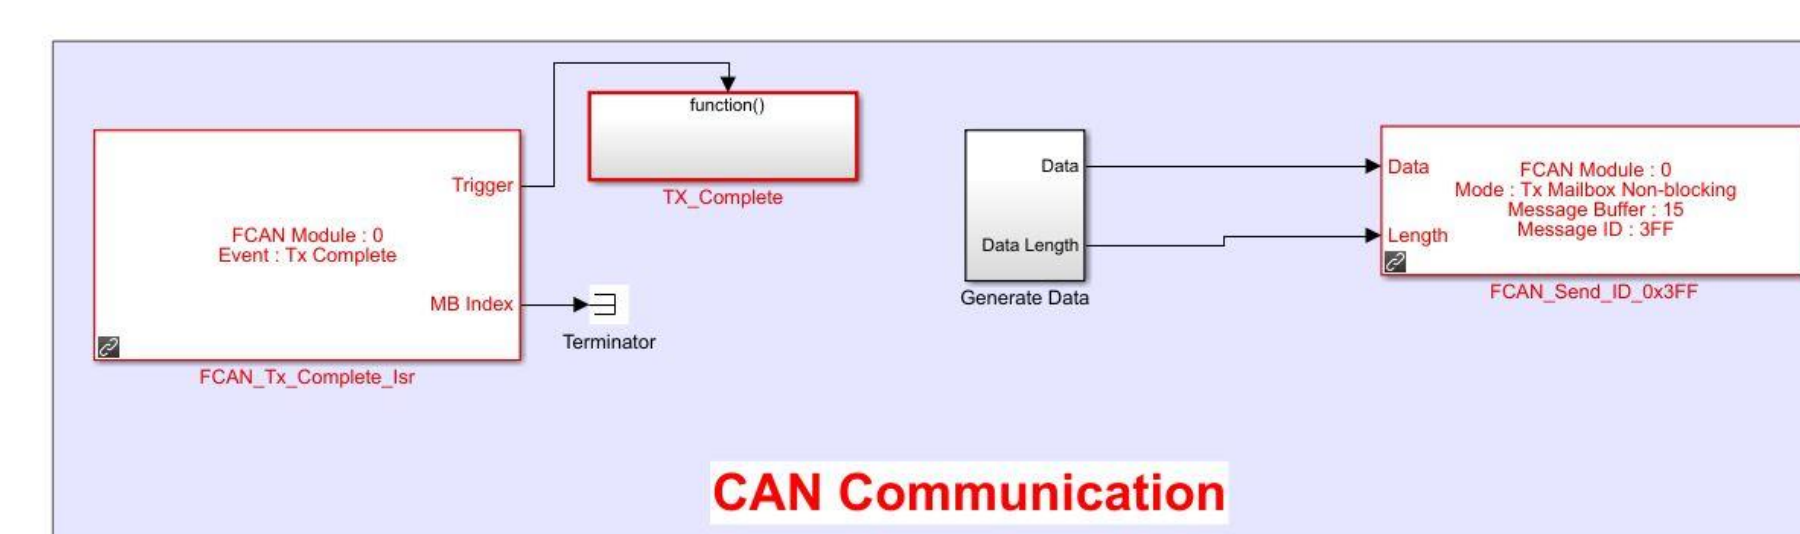 function()
TX_Complete
Trigger
FCAN Module : 0
Event : Tx Complete
MB Index
FCAN_Tx_Complete_Isr
Terminator
Data
Data Length
Generate Data
Data
Length
FCAN Module : 0
Mode : Tx Mailbox Non-blocking
Message Buffer : 15
Message ID : 3FF
FCAN_Send_ID_0x3FF
CAN Communication